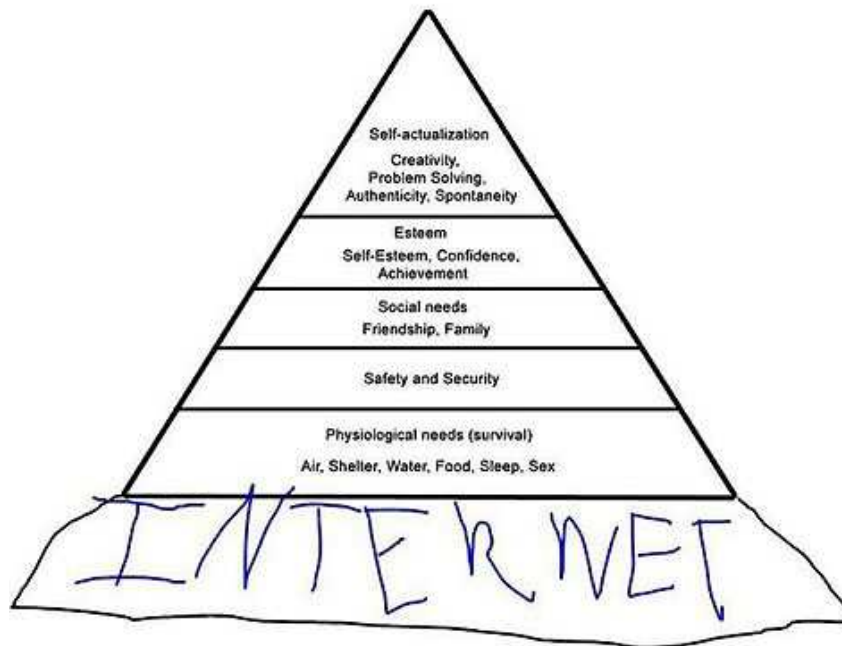 Self-actualization
Creativity,
Problem Solving,
Authenticity, Spontaneity
Esteem
Self-Esteem, Confidence,
Achievement
Social needs
Friendship, Family
Safety and Security
Physiological needs (survival)
Air, Shelter, Water, Food, Sleep, Sex
INTERNET